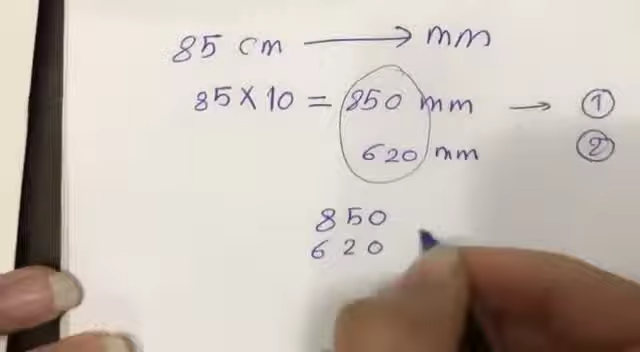 85 cm → mm
85 X 10 = 850 mm → ①
620 mm ②
850
620